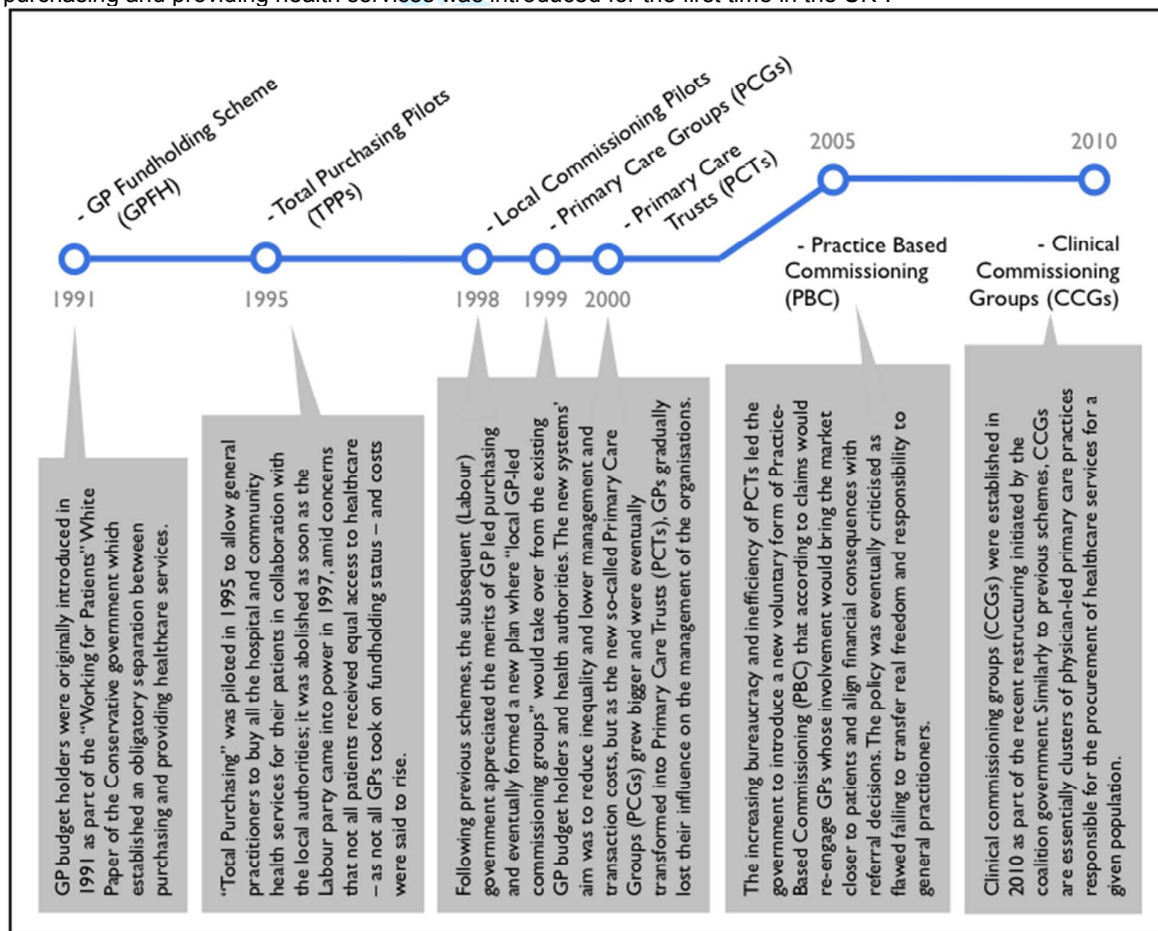 purchasing and providing health services was introduced for the first time in the UK .
- GP Fundholding Scheme
(GPFH)
- Total Purchasing Pilots
(TPPs)
- Local Commissioning Pilots
- Primary Care Groups (PCGs)
- Primary Care
Trusts (PCTs)
2005
2010
1991
1995
1998
1999
2000
- Practice Based
Commissioning
(PBC)
- Clinical
Commissioning
Groups (CCGs)
GP budget holders were originally introduced in
1991 as part of the "Working for Patients" White
Paper of the Conservative government which
established an obligatory separation between
purchasing and providing healthcare services.
"Total Purchasing" was piloted in 1995 to allow general
practitioners to buy all the hospital and community
health services for their patients in collaboration with
the local authorities; it was abolished as soon as the
Labour party came into power in 1997, amid concerns
that not all patients received equal access to healthcare
– as not all GPs took on fundholding status – and costs
were said to rise.
Following previous schemes, the subsequent (Labour)
government appreciated the merits of GP led purchasing
and eventually formed a new plan where "local GP-led
commissioning groups" would take over from the existing
GP budget holders and health authorities. The new systems'
aim was to reduce inequality and lower management and
transaction costs, but as the new so-called Primary Care
Groups (PCGs) grew bigger and were eventually
transformed into Primary Care Trusts (PCTs), GPs gradually
lost their influence on the management of the organisations.
The increasing bureaucracy and inefficiency of PCTs led the
government to introduce a new voluntary form of Practice-
Based Commissioning (PBC) that according to claims would
re-engage GPs whose involvement would bring the market
closer to patients and align financial consequences with
referral decisions. The policy was eventually criticised as
flawed failing to transfer real freedom and responsibility to
general practitioners.
Clinical commissioning groups (CCGs) were established in
2010 as part of the recent restructuring initiated by the
coalition government. Similarly to previous schemes, CCGs
are essentially clusters of physician-led primary care practices
responsible for the procurement of healthcare services for a
given population.